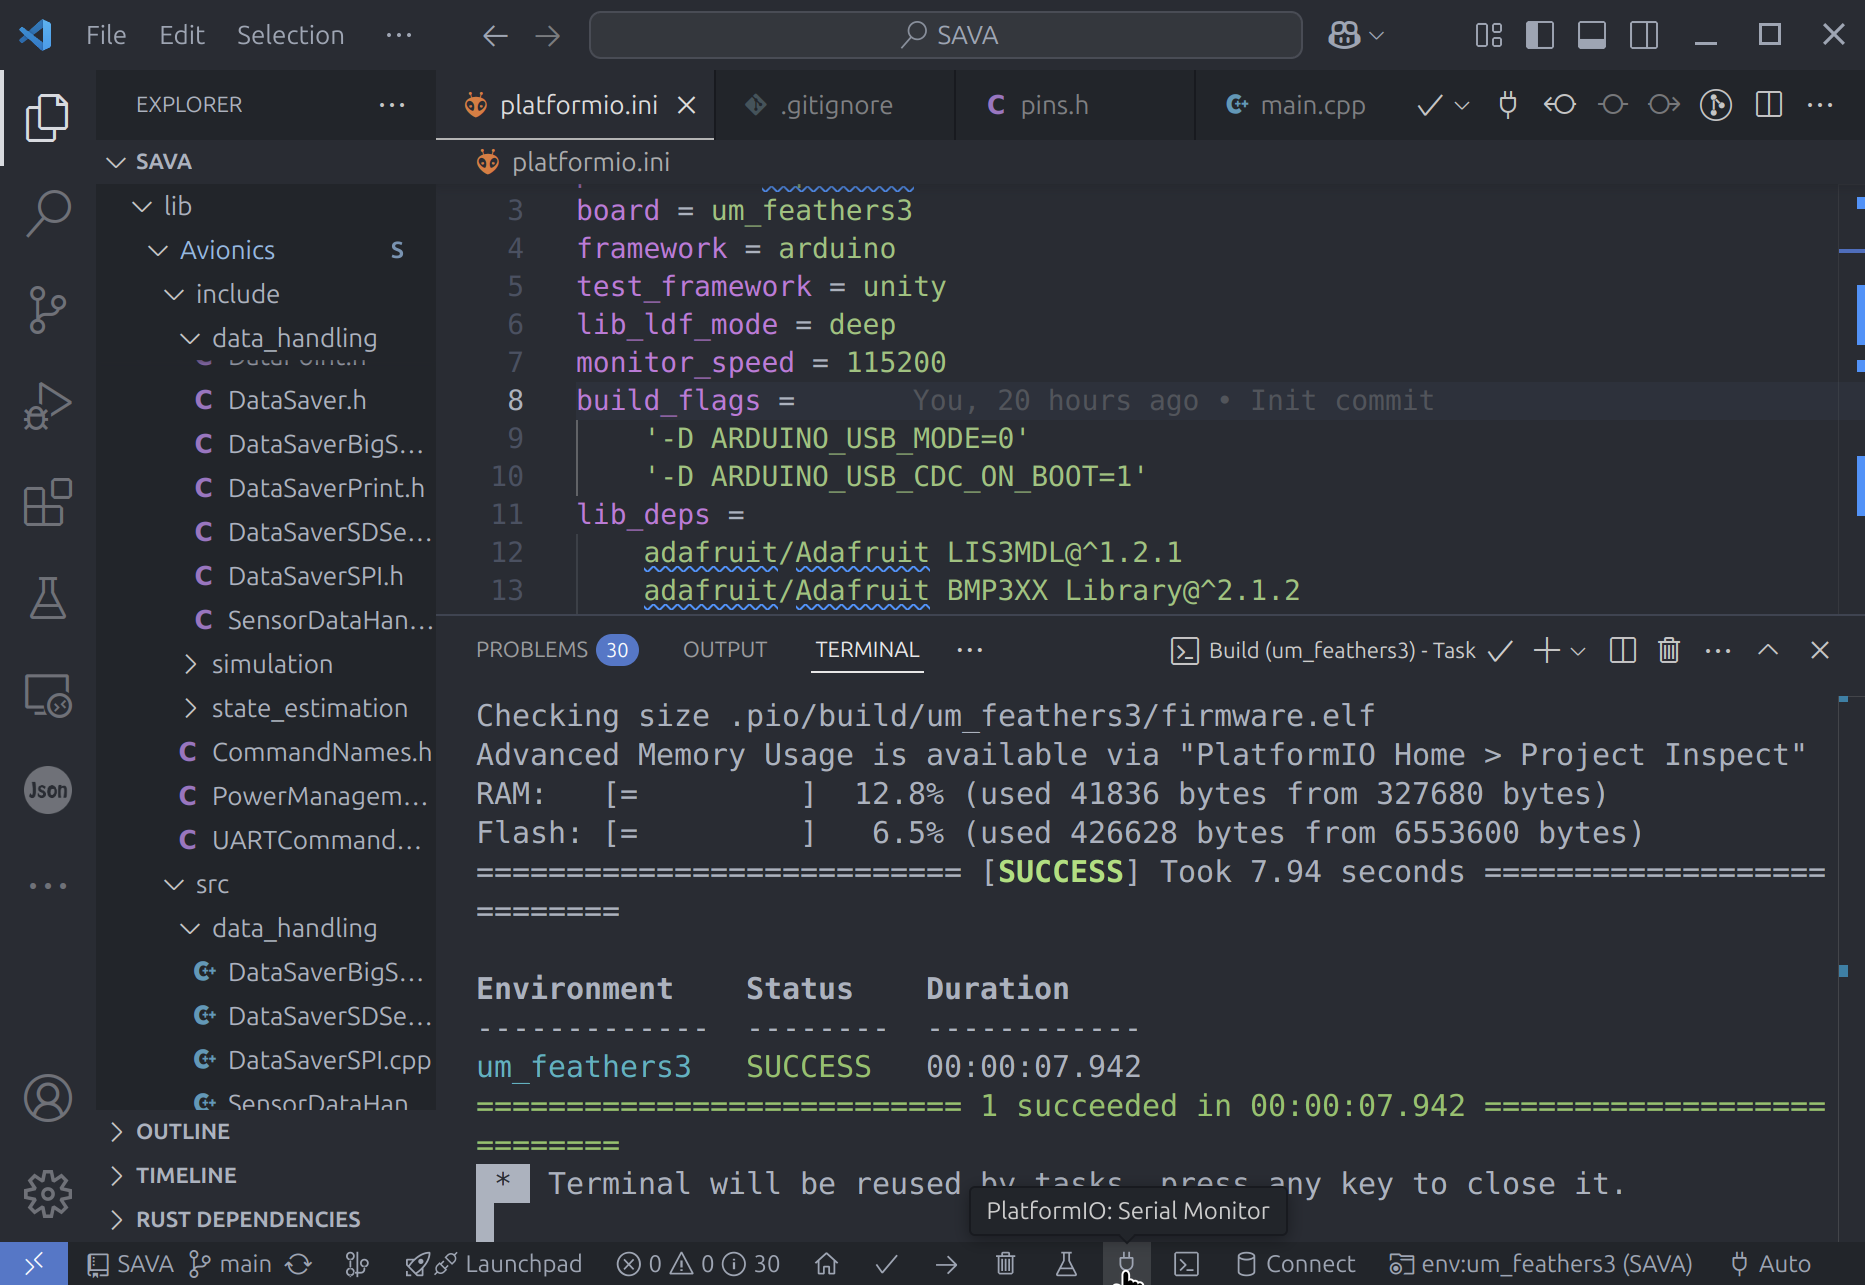 File Edit Selection ··· SAVA
EXPLORER ···
platformio.ini
.gitignore
pins.h
main.cpp
SAVA
platformio.ini
lib
Avionics S
include
data_handling
DataPoint.h
DataSaver.h
DataSaverBigS...
DataSaverPrint.h
DataSaverSDSe...
DataSaverSPI.h
SensorDataHan...
simulation
state_estimation
CommandNames.h
PowerManagem...
UARTCommand...
src
data_handling
DataSaverBigS...
DataSaverSDSe...
DataSaverSPI.cpp
SensorDataHan
OUTLINE
TIMELINE
RUST DEPENDENCIES
Json
3 board = um_feathers3
4 framework = arduino
5 test_framework = unity
6 lib_ldf_mode = deep
7 monitor_speed = 115200
8 build_flags = You, 20 hours ago • Init commit
9 '-D ARDUINO_USB_MODE=0'
10 '-D ARDUINO_USB_CDC_ON_BOOT=1'
11 lib_deps =
12 adafruit/Adafruit LIS3MDL@^1.2.1
13 adafruit/Adafruit BMP3XX Library@^2.1.2
PROBLEMS 30 OUTPUT TERMINAL ··· Build (um_feathers3) - Task
Checking size .pio/build/um_feathers3/firmware.elf
Advanced Memory Usage is available via "PlatformIO Home > Project Inspect"
RAM: [= ] 12.8% (used 41836 bytes from 327680 bytes)
Flash: [= ] 6.5% (used 426628 bytes from 6553600 bytes)
=========================== [SUCCESS] Took 7.94 seconds ===================
========
Environment Status Duration
------------- -------- ------------
um_feathers3 SUCCESS 00:00:07.942
=========================== 1 succeeded in 00:00:07.942 ===================
========
* Terminal will be reused by tasks, press any key to close it.
PlatformIO: Serial Monitor
SAVA main Launchpad 0 0 30 Connect env:um_feathers3 (SAVA) Auto